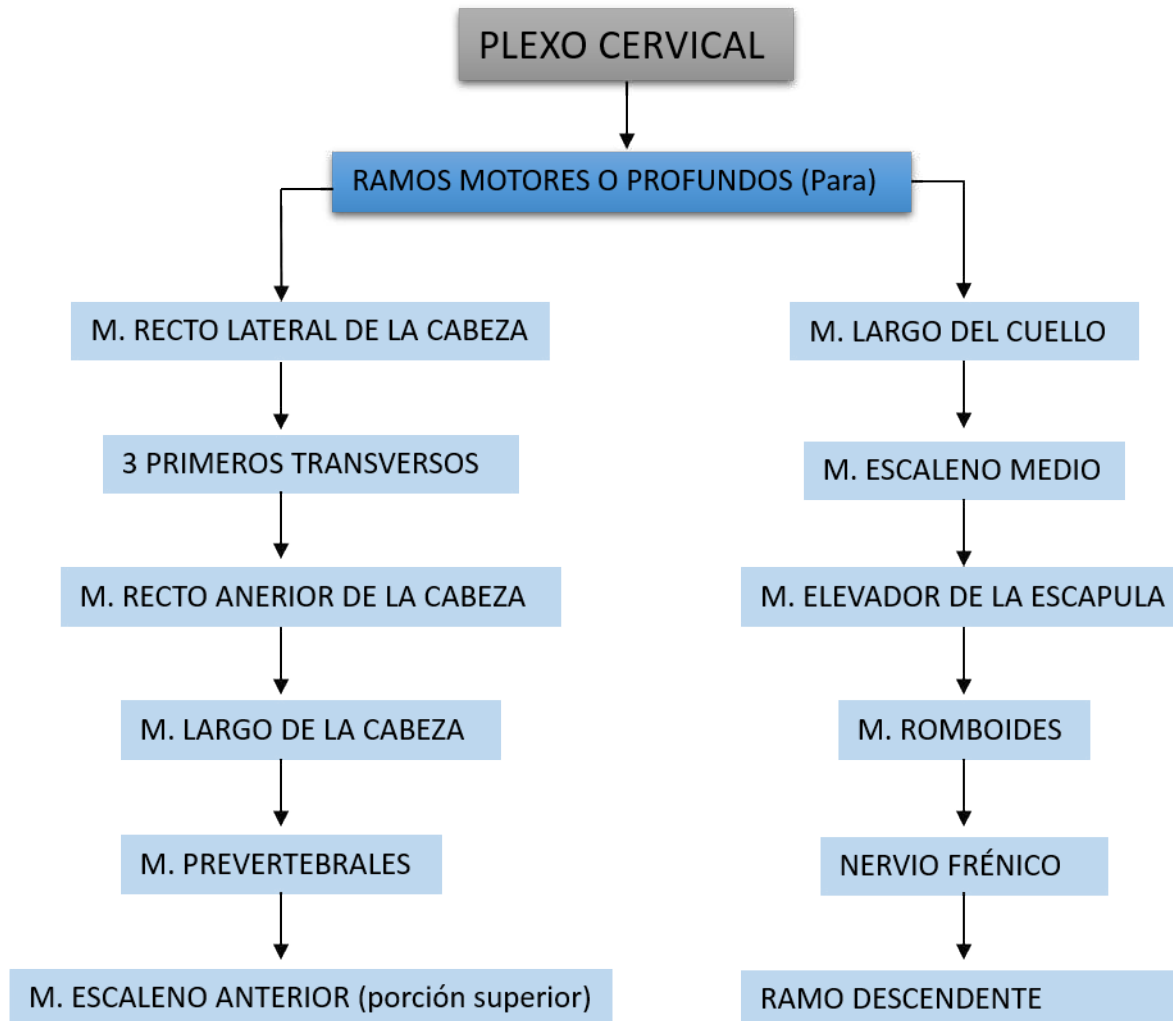 PLEXO CERVICAL
RAMOS MOTORES O PROFUNDOS (Para)
M. RECTO LATERAL DE LA CABEZA
3 PRIMEROS TRANSVERSOS
M. RECTO ANERIOR DE LA CABEZA
M. LARGO DE LA CABEZA
M. PREVERTEBRALES
M. ESCALENO ANTERIOR (porción superior)
M. LARGO DEL CUELLO
M. ESCALENO MEDIO
M. ELEVADOR DE LA ESCAPULA
M. ROMBOIDES
NERVIO FRÉNICO
RAMO DESCENDENTE